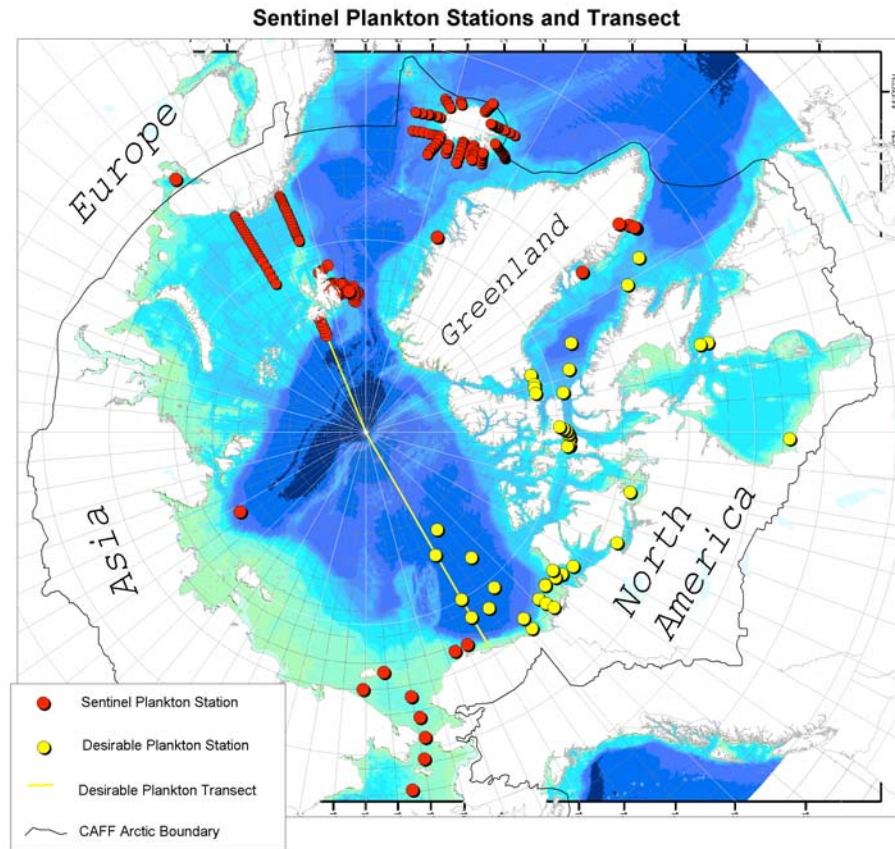 Sentinel Plankton Stations and Transect
Europe
Greenland
Asia
North
America
Sentinel Plankton Station
Desirable Plankton Station
Desirable Plankton Transect
CAFF Arctic Boundary